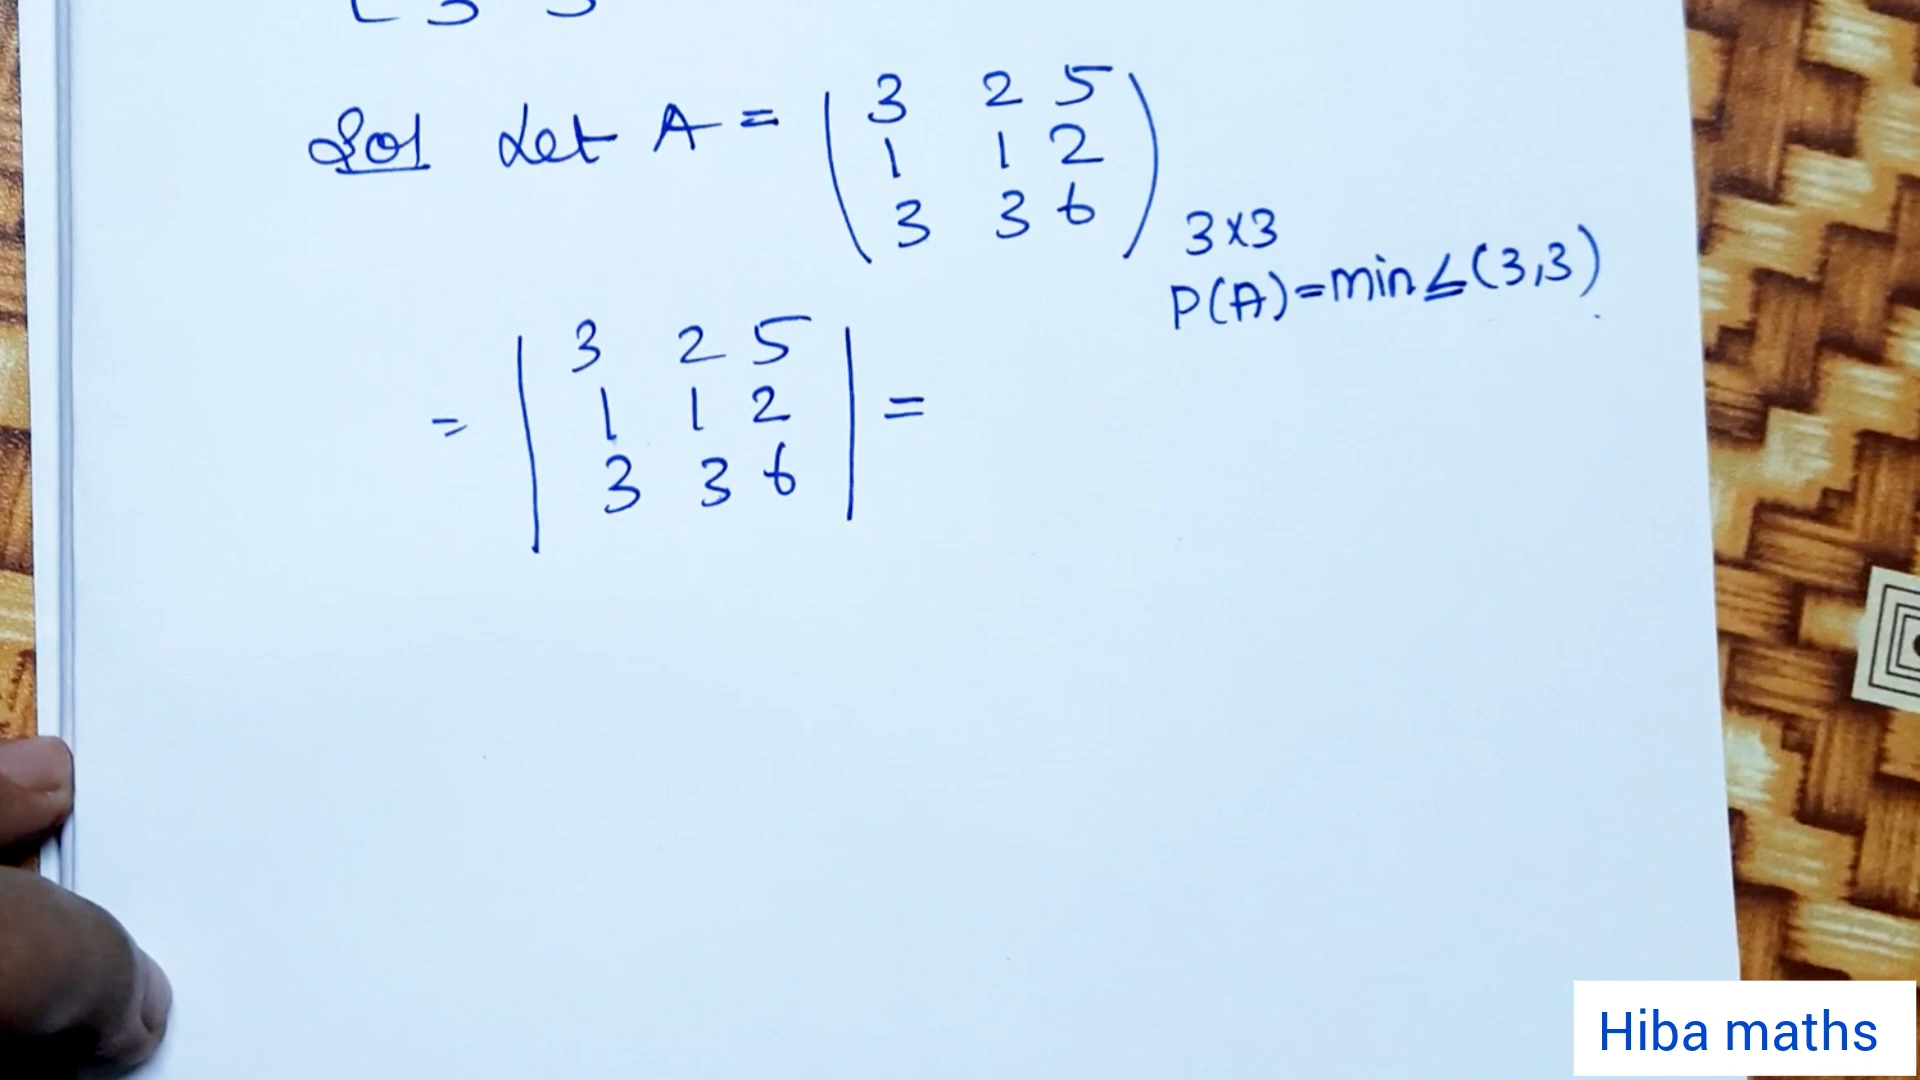 Sol Let A = ( 3 2 5
1 1 2
3 3 6 ) 3×3
P(A)=min≤(3,3)
= | 3 2 5
1 1 2 | =
3 3 6
Hiba maths